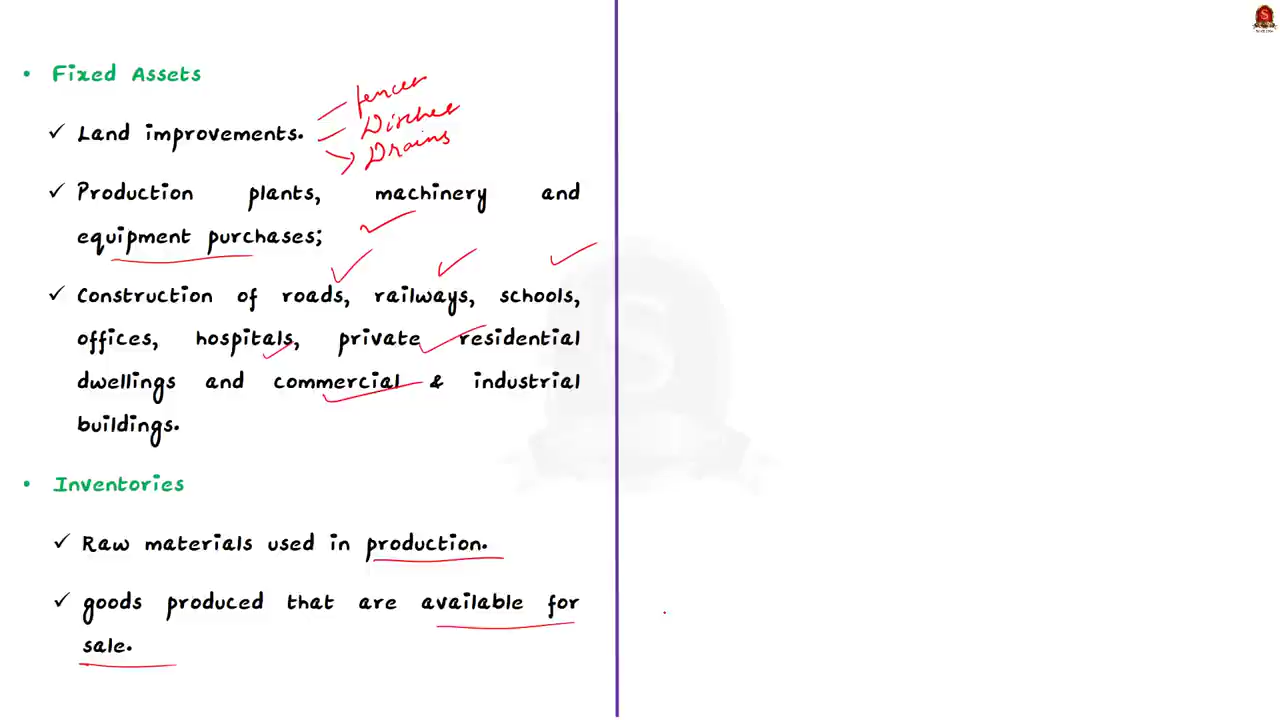 • Fixed Assets
fences
✓ Land improvements.
Ditches
Drains
✓ Production plants, machinery and
equipment purchases;
✓ Construction of roads, railways, schools,
offices, hospitals, private residential
dwellings and commercial & industrial
buildings.
• Inventories
✓ Raw materials used in production.
✓ goods produced that are available for
sale.